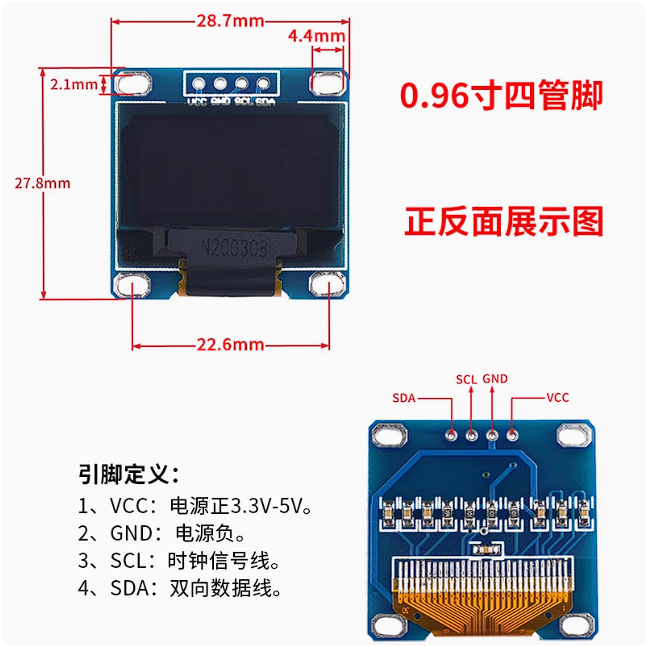 28.7mm
4.4mm
2.1mm
VCC GND SCL SDA
27.8mm
N20030B
22.6mm
0.96寸四管脚
正反面展示图
SCL GND
SDA
VCC
引脚定义：
1、VCC：电源正3.3V-5V。
2、GND：电源负。
3、SCL：时钟信号线。
4、SDA：双向数据线。
30
1